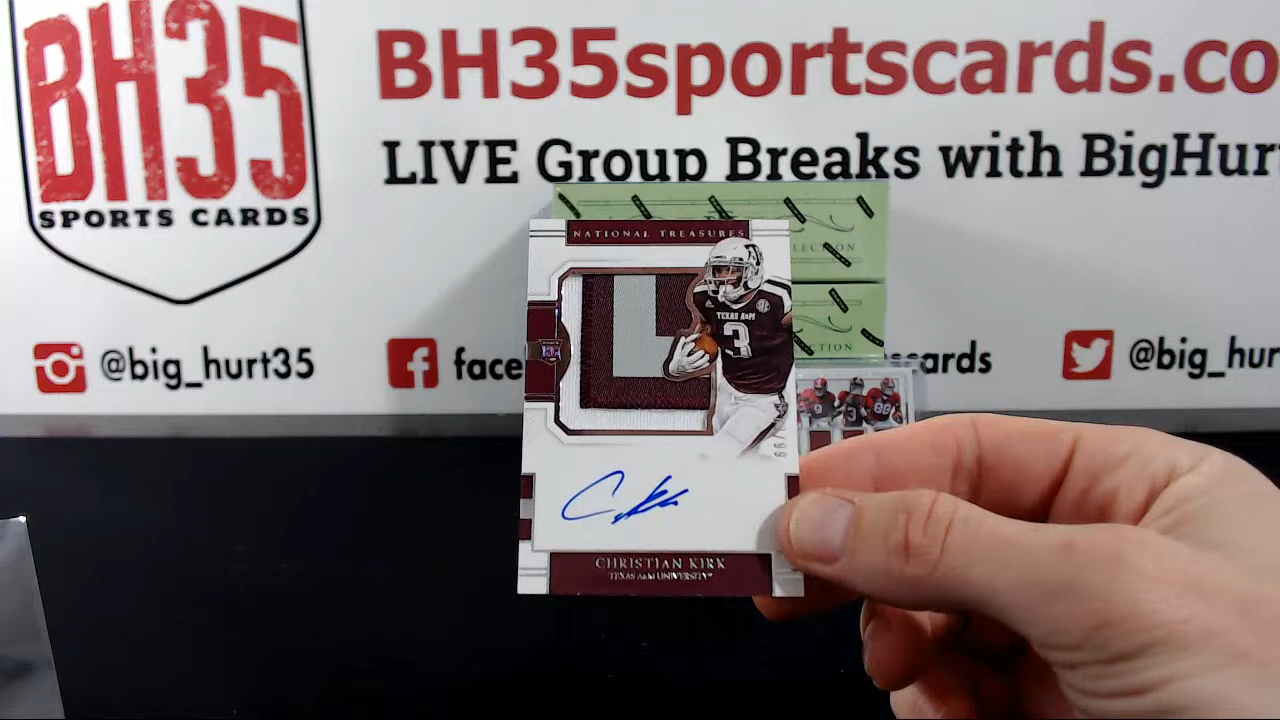 BH35
SPORTS CARDS
BH35sportscards.co
LIVE Group Breaks with BigHurt
@big_hurt35
face
cards
@big_hur
NATIONAL TREASURES
TEXAS A&M
3
CHRISTIAN KIRK
TEXAS A&M UNIVERSITY